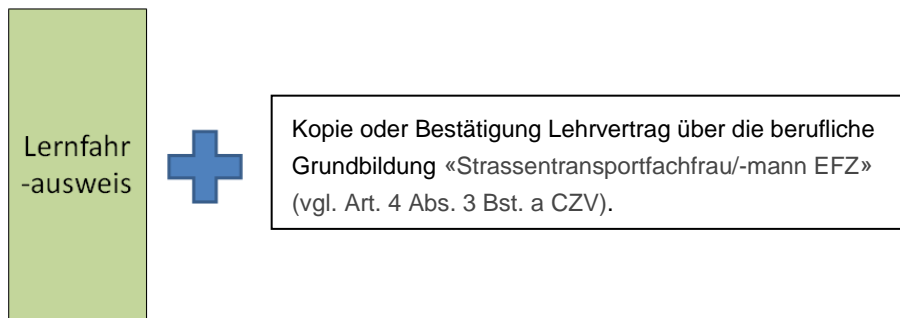 Lernfahr
-ausweis
Kopie oder Bestätigung Lehrvertrag über die berufliche
Grundbildung «Strassentransportfachfrau/-mann EFZ»
(vgl. Art. 4 Abs. 3 Bst. a CZV).